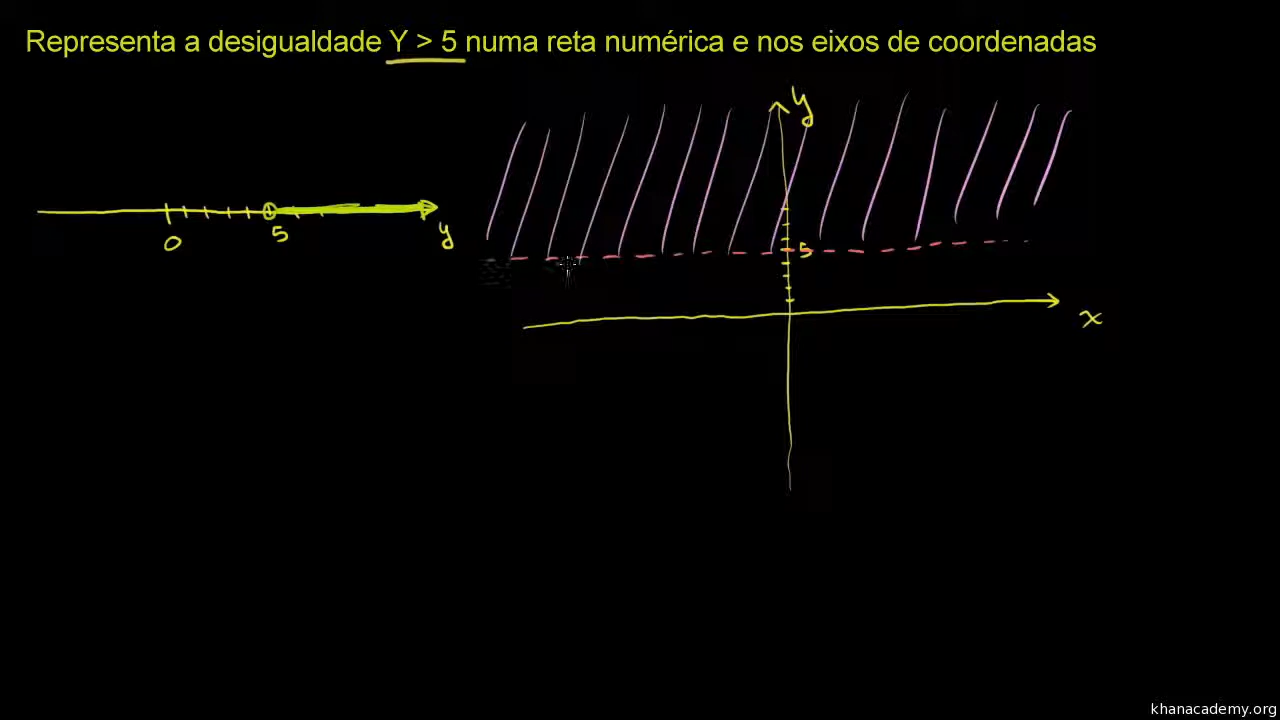 Representa a desigualdade Y > 5 numa reta numérica e nos eixos de coordenadas
y
0
5
y
5
x
khanacademy.org